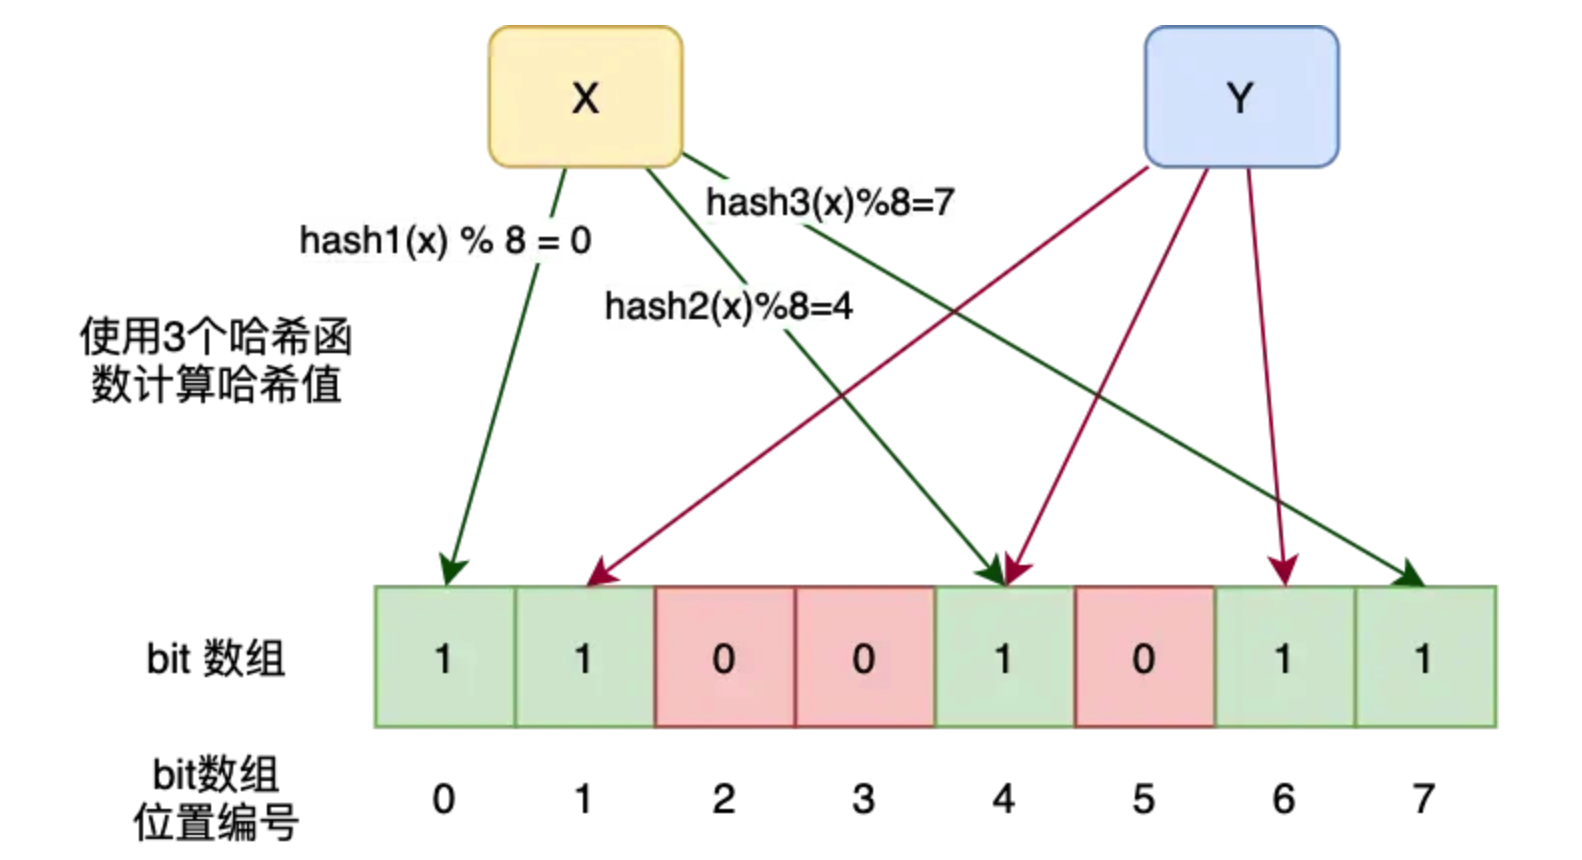 X
Y
hash3(x)%8=7
hash1(x) % 8 = 0
hash2(x)%8=4
使用3个哈希函
数计算哈希值
bit 数组
1 1 0 0 1 0 1 1
bit数组
位置编号
0 1 2 3 4 5 6 7